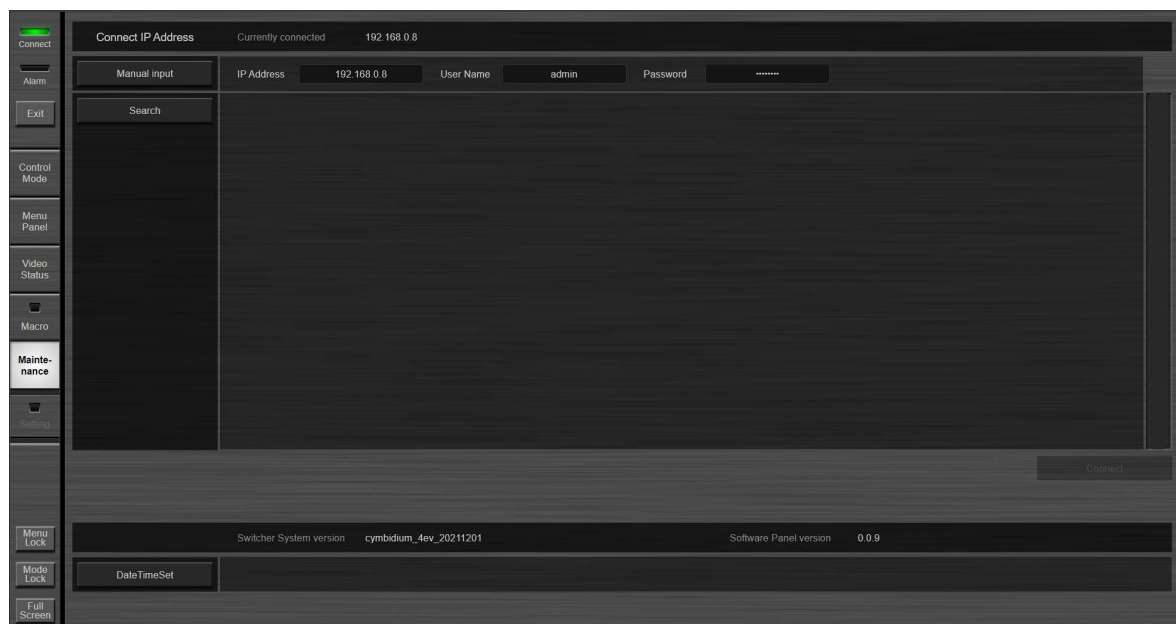 Connect
Connect IP Address Currently connected 192.168.0.8
Alarm
Manual input IP Address 192.168.0.8 User Name admin Password ••••••••
Exit
Search
Control
Mode
Menu
Panel
Video
Status
Macro
Mainte-
nance
Setting
Connect
Menu
Lock
Switcher System version cymbidium_4ev_20211201 Software Panel version 0.0.9
Mode
Lock
DateTimeSet
Full
Screen